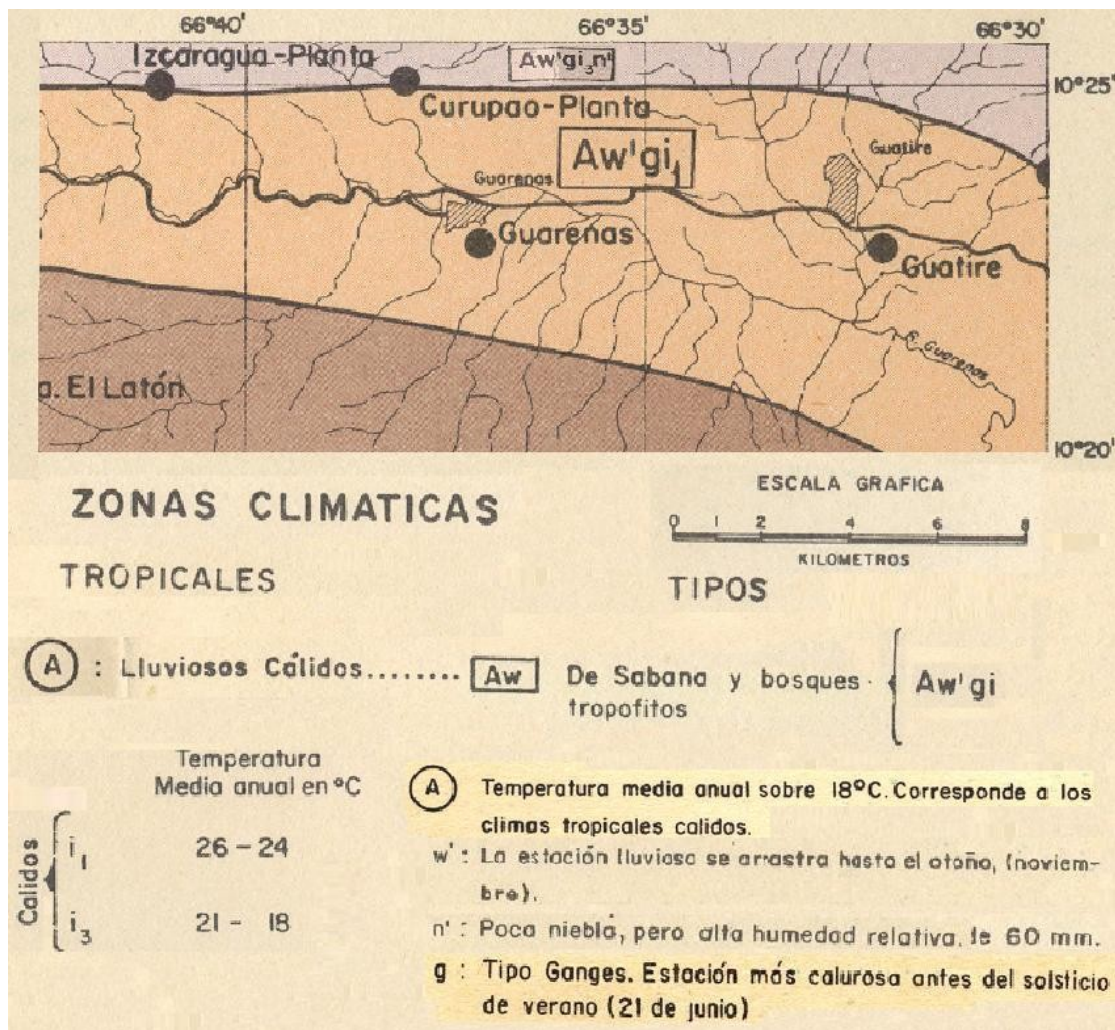 66°40'
66°35'
66°30'
Izcaragua-Planta
Aw'gi₃n'
10°25'
Curupao-Planta
Aw'gi₁
Guatire
Guarenas
Guarenas
Guatire
R. Guarenas
a. El Latón
10°20'
ZONAS CLIMATICAS
ESCALA GRAFICA
0 1 2 4 6 8
KILOMETROS
TROPICALES
TIPOS
A : Lluviosos Cálidos........ Aw De Sabana y bosques { Aw'gi
tropofitos
Temperatura
Media anual en °C
Calidos
i₁ 26 – 24
i₃ 21 – 18
A Temperatura media anual sobre 18°C. Corresponde a los
climas tropicales calidos.
w' : La estación lluviosa se arrastra hasta el otoño, (noviem-
bre).
n' : Poca niebla, pero alta humedad relativa. le 60 mm.
g : Tipo Ganges. Estación más calurosa antes del solsticio
de verano (21 de junio)